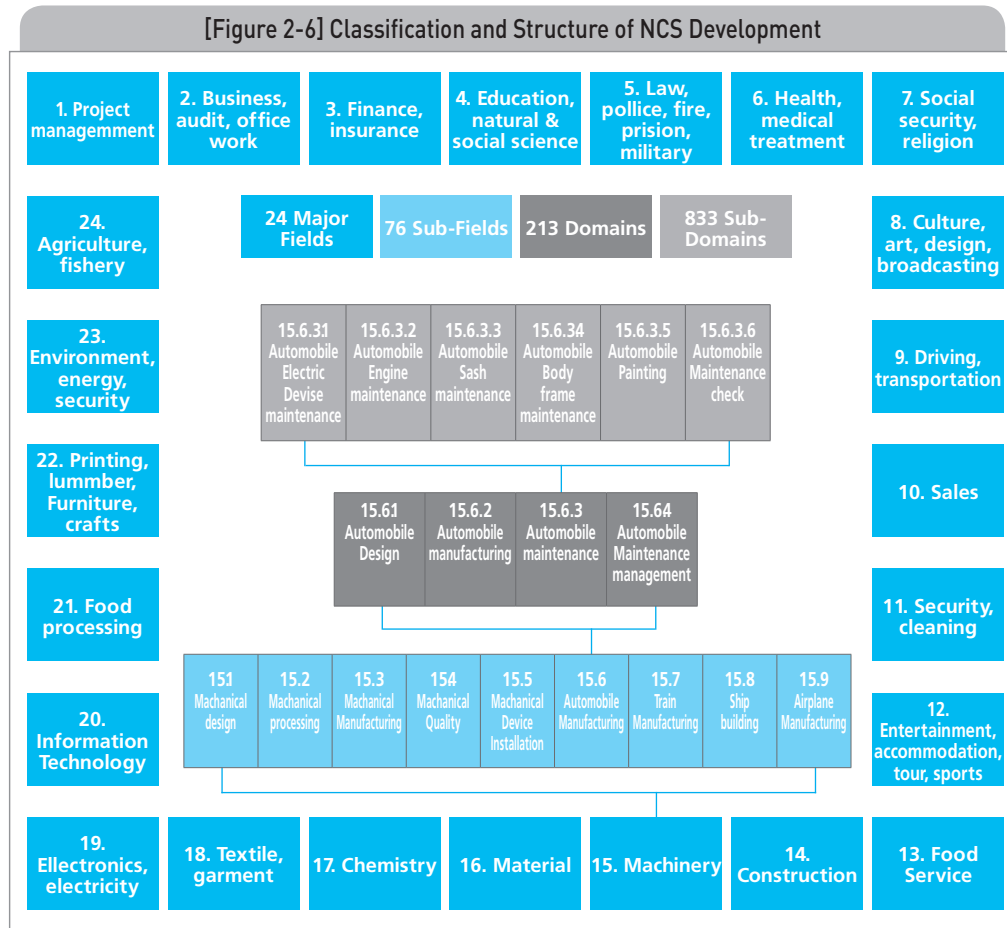 [Figure 2-6] Classification and Structure of NCS Development
1. Project
managemment
2. Business,
audit, office
work
3. Finance,
insurance
4. Education,
natural &
social science
5. Law,
pollice, fire,
prision,
military
6. Health,
medical
treatment
7. Social
security,
religion
24.
Agriculture,
fishery
24 Major
Fields
76 Sub-Fields
213 Domains
833 Sub-
Domains
8. Culture,
art, design,
broadcasting
23.
Environment,
energy,
security
15.6.3.1
Automobile
Electric
Devise
maintenance
15.6.3.2
Automobile
Engine
maintenance
15.6.3.3
Automobile
Sash
maintenance
15.6.34
Automobile
Body
frame
maintenance
15.6.3.5
Automobile
Painting
15.6.3.6
Automobile
Maintenance
check
9. Driving,
transportation
22. Printing,
lummber,
Furniture,
crafts
15.61
Automobile
Design
15.6.2
Automobile
manufacturing
15.6.3
Automobile
maintenance
15.64
Automobile
Maintenance
management
10. Sales
21. Food
processing
11. Security,
cleaning
20.
Information
Technology
151
Machanical
design
15.2
Machanical
processing
15.3
Machanical
Manufacturing
154
Machanical
Quality
15.5
Machanical
Device
Installation
15.6
Automobile
Manufacturing
15.7
Train
Manufacturing
15.8
Ship
building
15.9
Airplane
Manufacturing
12.
Entertainment,
accommodation,
tour, sports
19.
Ellectronics,
electricity
18. Textile,
garment
17. Chemistry
16. Material
15. Machinery
14.
Construction
13. Food
Service